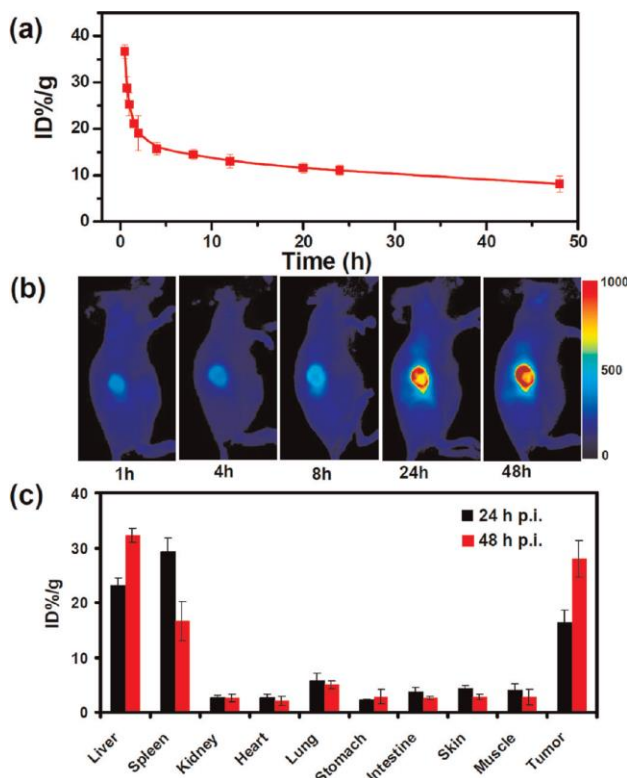 (a)
40
30
20
10
0
ID%/g
0 10 20 30 40 50
Time (h)
(b)
1000
500
0
1h 4h 8h 24h 48h
(c)
40
30
20
10
0
ID%/g
24 h p.i.
48 h p.i.
Liver Spleen Kidney Heart Lung Stomach Intestine Skin Muscle Tumor